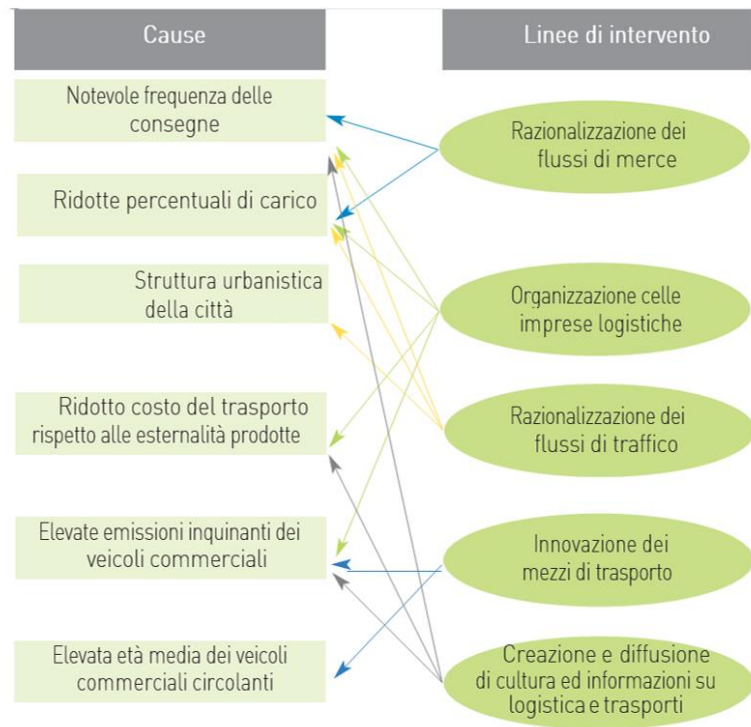 Cause
Linee di intervento
Notevole frequenza delle
consegne
Ridotte percentuali di carico
Struttura urbanistica
della città
Ridotto costo del trasporto
rispetto alle esternalità prodotte
Elevate emissioni inquinanti dei
veicoli commerciali
Elevata età media dei veicoli
commerciali circolanti
Razionalizzazione dei
flussi di merce
Organizzazione celle
imprese logistiche
Razionalizzazione dei
flussi di traffico
Innovazione dei
mezzi di trasporto
Creazione e diffusione
di cultura ed informazioni su
logistica e trasporti